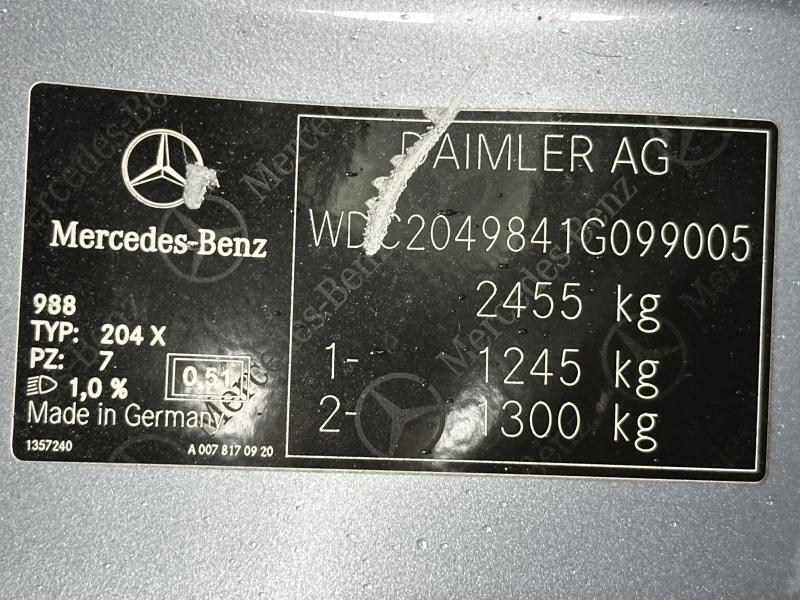 Mercedes-Benz
988
TYP: 204 X
PZ: 7
1,0 %
0,51
Made in Germany
1357240
A 007 817 09 20
DAIMLER AG
WDC2049841G099005
2455 kg
1- 1245 kg
2- 1300 kg